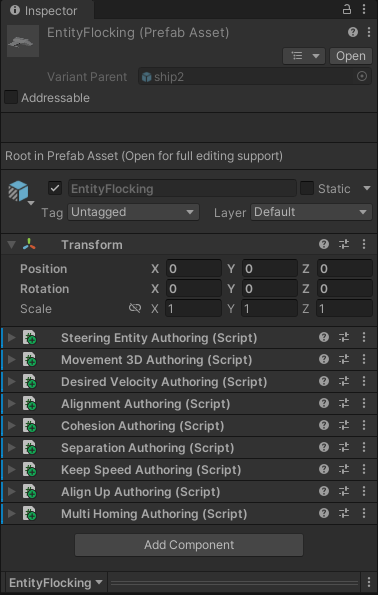 Inspector
EntityFlocking (Prefab Asset)
Open
Variant Parent ship2
Addressable
Root in Prefab Asset (Open for full editing support)
EntityFlocking Static
Tag Untagged Layer Default
Transform
Position X 0 Y 0 Z 0
Rotation X 0 Y 0 Z 0
Scale X 1 Y 1 Z 1
Steering Entity Authoring (Script)
Movement 3D Authoring (Script)
Desired Velocity Authoring (Script)
Alignment Authoring (Script)
Cohesion Authoring (Script)
Separation Authoring (Script)
Keep Speed Authoring (Script)
Align Up Authoring (Script)
Multi Homing Authoring (Script)
Add Component
EntityFlocking